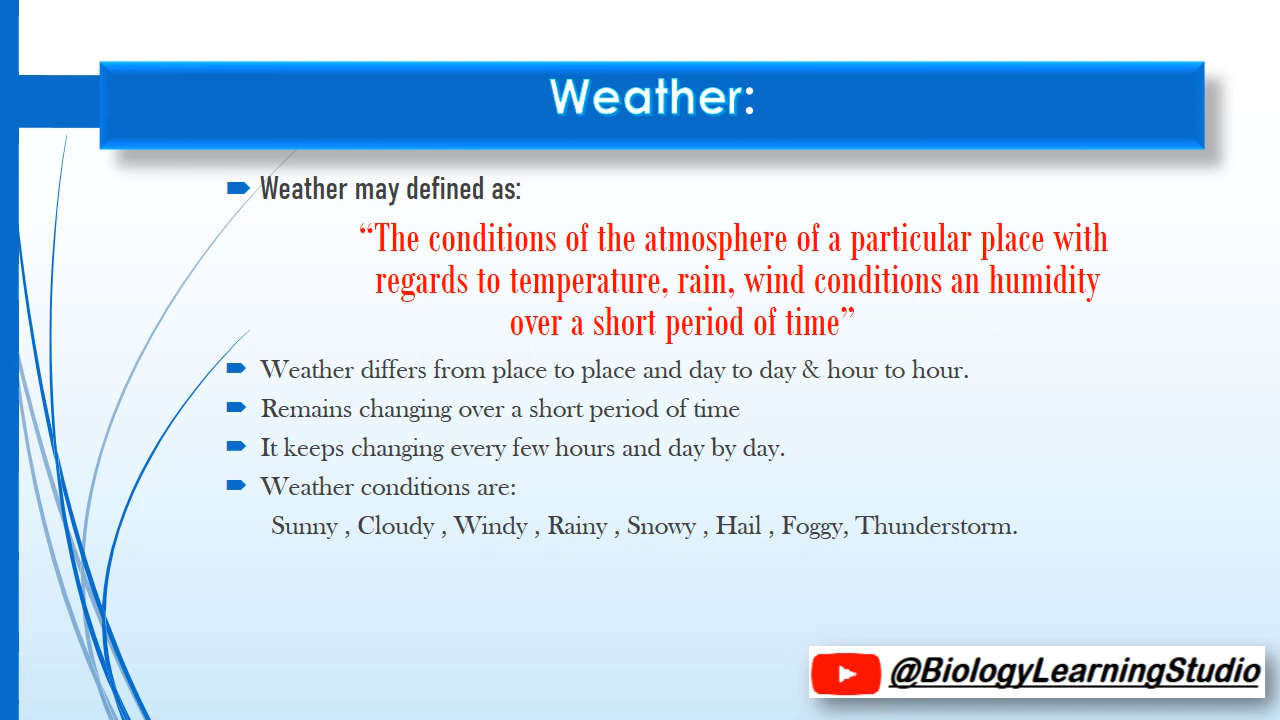 Weather:
Weather may defined as:
“The conditions of the atmosphere of a particular place with
regards to temperature, rain, wind conditions an humidity
over a short period of time”
Weather differs from place to place and day to day & hour to hour.
Remains changing over a short period of time
It keeps changing every few hours and day by day.
Weather conditions are:
Sunny , Cloudy , Windy , Rainy , Snowy , Hail , Foggy, Thunderstorm.
@BiologyLearningStudio